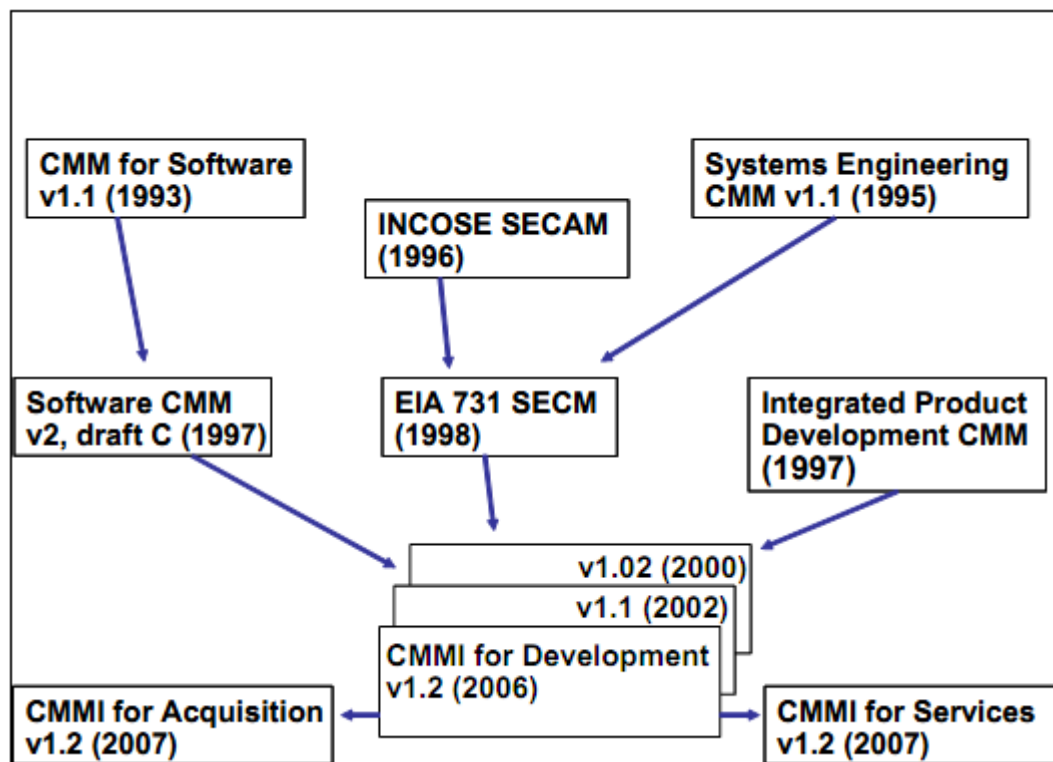 CMM for Software
v1.1 (1993)
Systems Engineering
CMM v1.1 (1995)
INCOSE SECAM
(1996)
Software CMM
v2, draft C (1997)
EIA 731 SECM
(1998)
Integrated Product
Development CMM
(1997)
v1.02 (2000)
v1.1 (2002)
CMMI for Development
v1.2 (2006)
CMMI for Acquisition
v1.2 (2007)
CMMI for Services
v1.2 (2007)